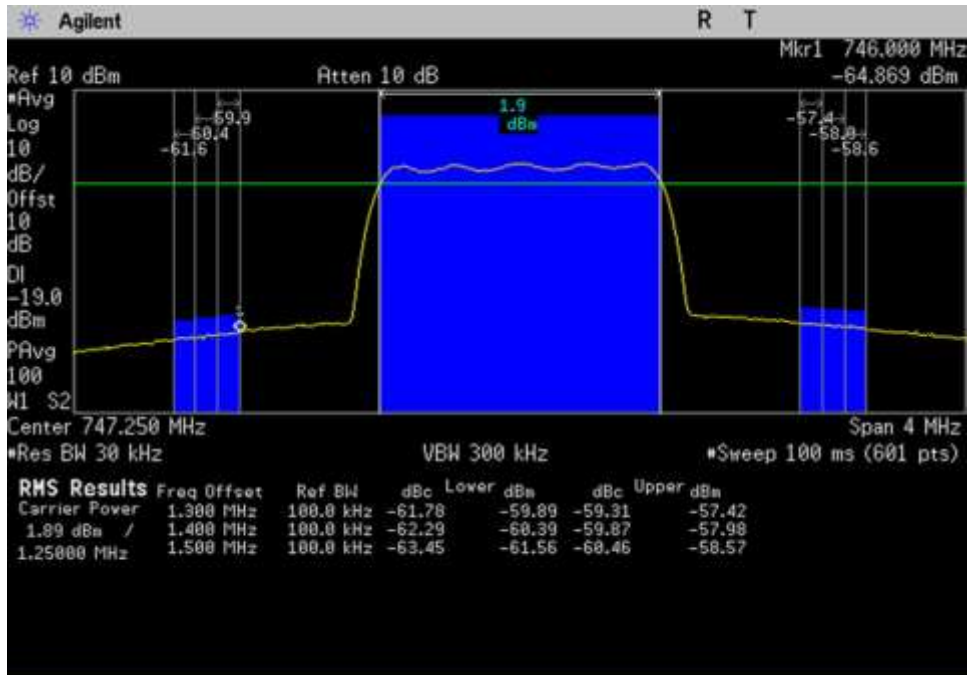 Agilent R T
Mkr1 746.000 MHz
Ref 10 dBm Atten 10 dB -64.869 dBm
#Avg
Log
10
dB/
Offst
10
dB
DI
-19.0
dBm
PAvg
100
W1 S2
-59.9
-60.4
-61.6
1.9
dBm
-57.4
-58.0
-58.6
Center 747.250 MHz Span 4 MHz
#Res BW 30 kHz VBW 300 kHz #Sweep 100 ms (601 pts)
RMS Results Freq Offset Ref BW dBc Lower dBm dBc Upper dBm
Carrier Power 1.300 MHz 100.0 kHz -61.78 -59.89 -59.31 -57.42
1.89 dBm / 1.400 MHz 100.0 kHz -62.29 -60.39 -59.87 -57.98
1.25000 MHz 1.500 MHz 100.0 kHz -63.45 -61.56 -60.46 -58.57